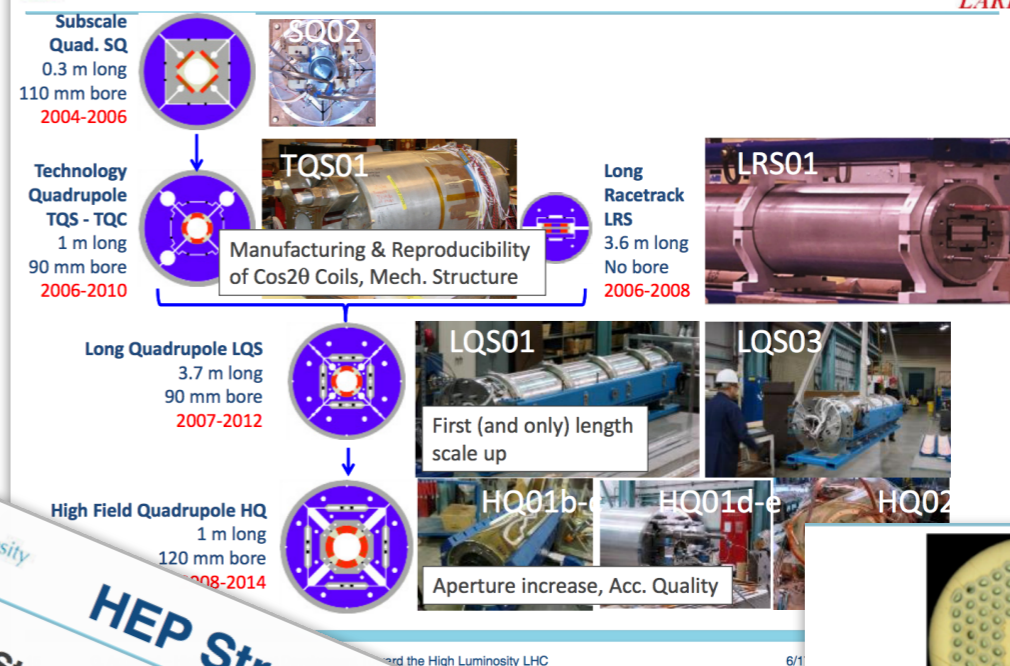 Subscale
Quad. SQ
0.3 m long
110 mm bore
2004-2006
SQ02
Technology
Quadrupole
TQS - TQC
1 m long
90 mm bore
2006-2010
TQS01
Manufacturing & Reproducibility
of Cos2θ Coils, Mech. Structure
Long
Racetrack
LRS
3.6 m long
No bore
2006-2008
LRS01
Long Quadrupole LQS
3.7 m long
90 mm bore
2007-2012
LQS01
LQS03
First (and only) length
scale up
High Field Quadrupole HQ
1 m long
120 mm bore
08-2014
HQ01b-
HQ01d-e
HQ02
Aperture increase, Acc. Quality
HEP
the High Luminosity LHC